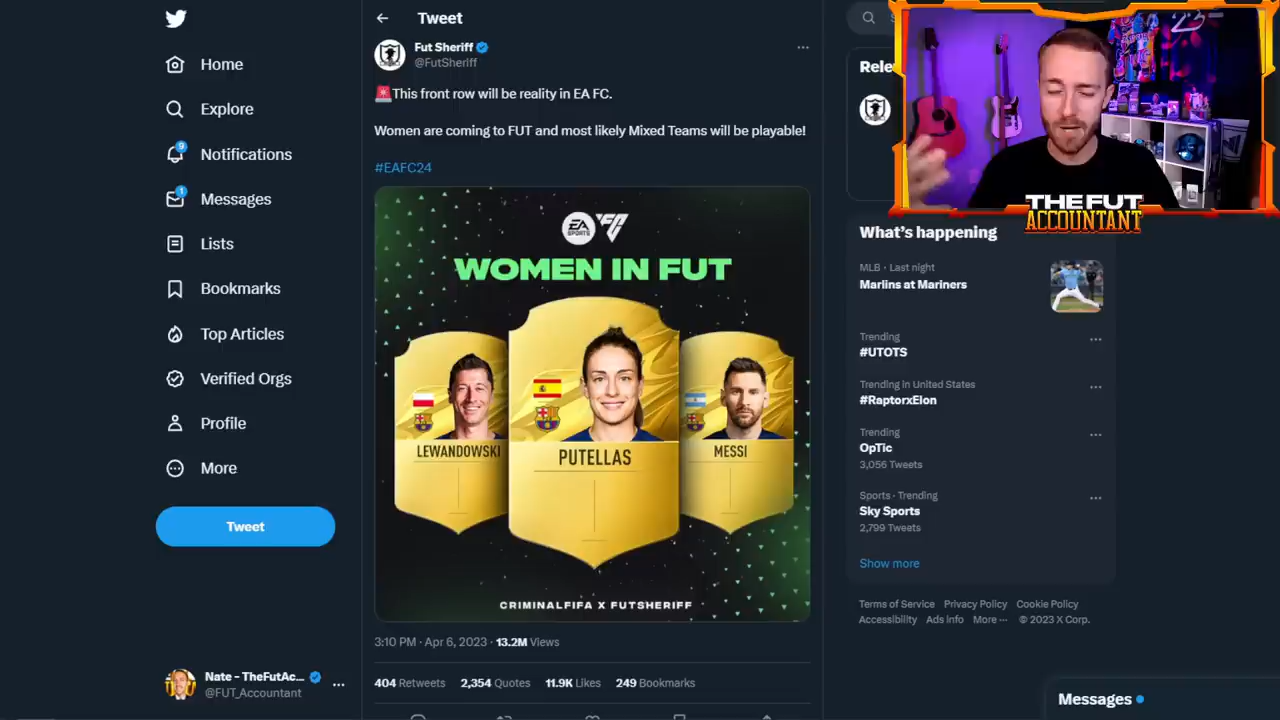 Home
Explore
9
Notifications
1
Messages
Lists
Bookmarks
Top Articles
Verified Orgs
Profile
More
Tweet
Nate - TheFutAc...
@FUT_Accountant
Tweet
Fut Sheriff
@FutSheriff
🚨This front row will be reality in EA FC.
Women are coming to FUT and most likely Mixed Teams will be playable!
#EAFC24
EA SPORTS FC
WOMEN IN FUT
LEWANDOWSKI
PUTELLAS
MESSI
CRIMINALFIFA X FUTSHERIFF
3:10 PM · Apr 6, 2023 · 13.2M Views
404 Retweets 2,354 Quotes 11.9K Likes 249 Bookmarks
THE FUT
ACCOUNTANT
What's happening
MLB · Last night
Marlins at Mariners
Trending
#UTOTS
Trending in United States
#RaptorxElon
Trending
OpTic
3,056 Tweets
Sports · Trending
Sky Sports
2,799 Tweets
Show more
Terms of Service Privacy Policy Cookie Policy
Accessibility Ads info More ··· © 2023 X Corp.
Messages